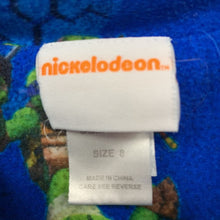 nickelodeon™
SIZE 8
MADE IN CHINA
CARE SEE REVERSE